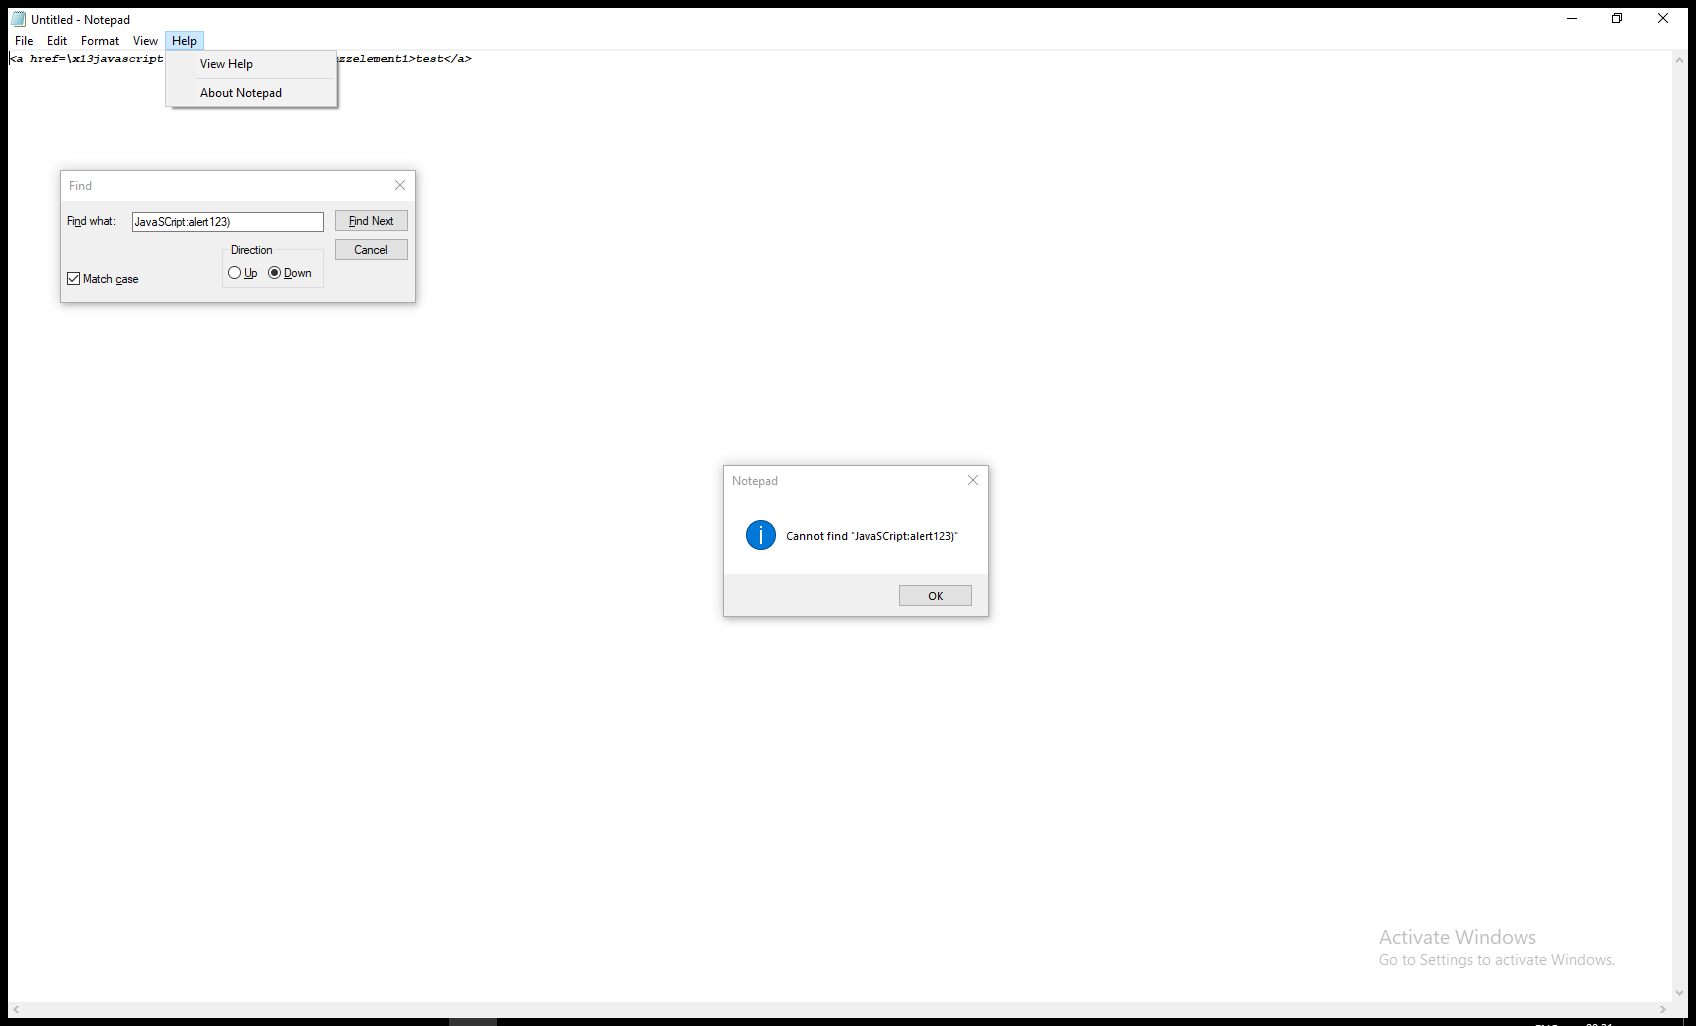 Untitled - Notepad
File Edit Format View Help
<a href=\x13javascript zzelement1>test</a>
View Help
About Notepad
Find
Find what: JavaSCript:alert123) Find Next
Cancel
Direction
Up Down
Match case
Notepad
Cannot find "JavaSCript:alert123)"
OK
Activate Windows
Go to Settings to activate Windows.